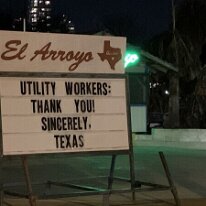 El Arroyo
UTILITY WORKERS:
THANK YOU!
SINCERELY,
TEXAS